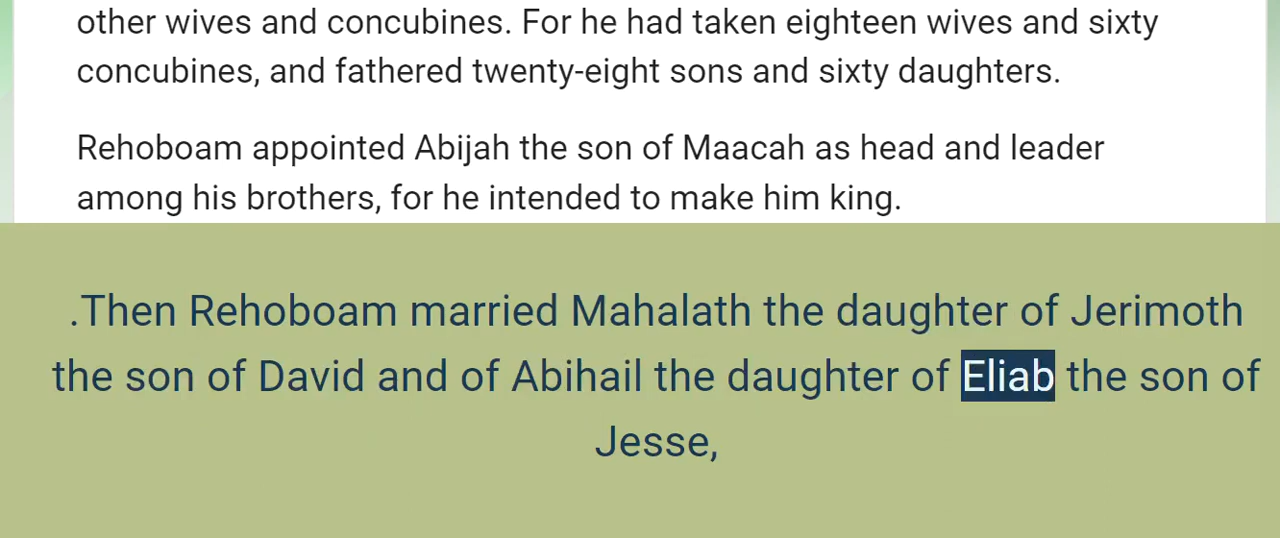 other wives and concubines. For he had taken eighteen wives and sixty
concubines, and fathered twenty-eight sons and sixty daughters.
Rehoboam appointed Abijah the son of Maacah as head and leader
among his brothers, for he intended to make him king.
.Then Rehoboam married Mahalath the daughter of Jerimoth
the son of David and of Abihail the daughter of Eliab the son of
Jesse,